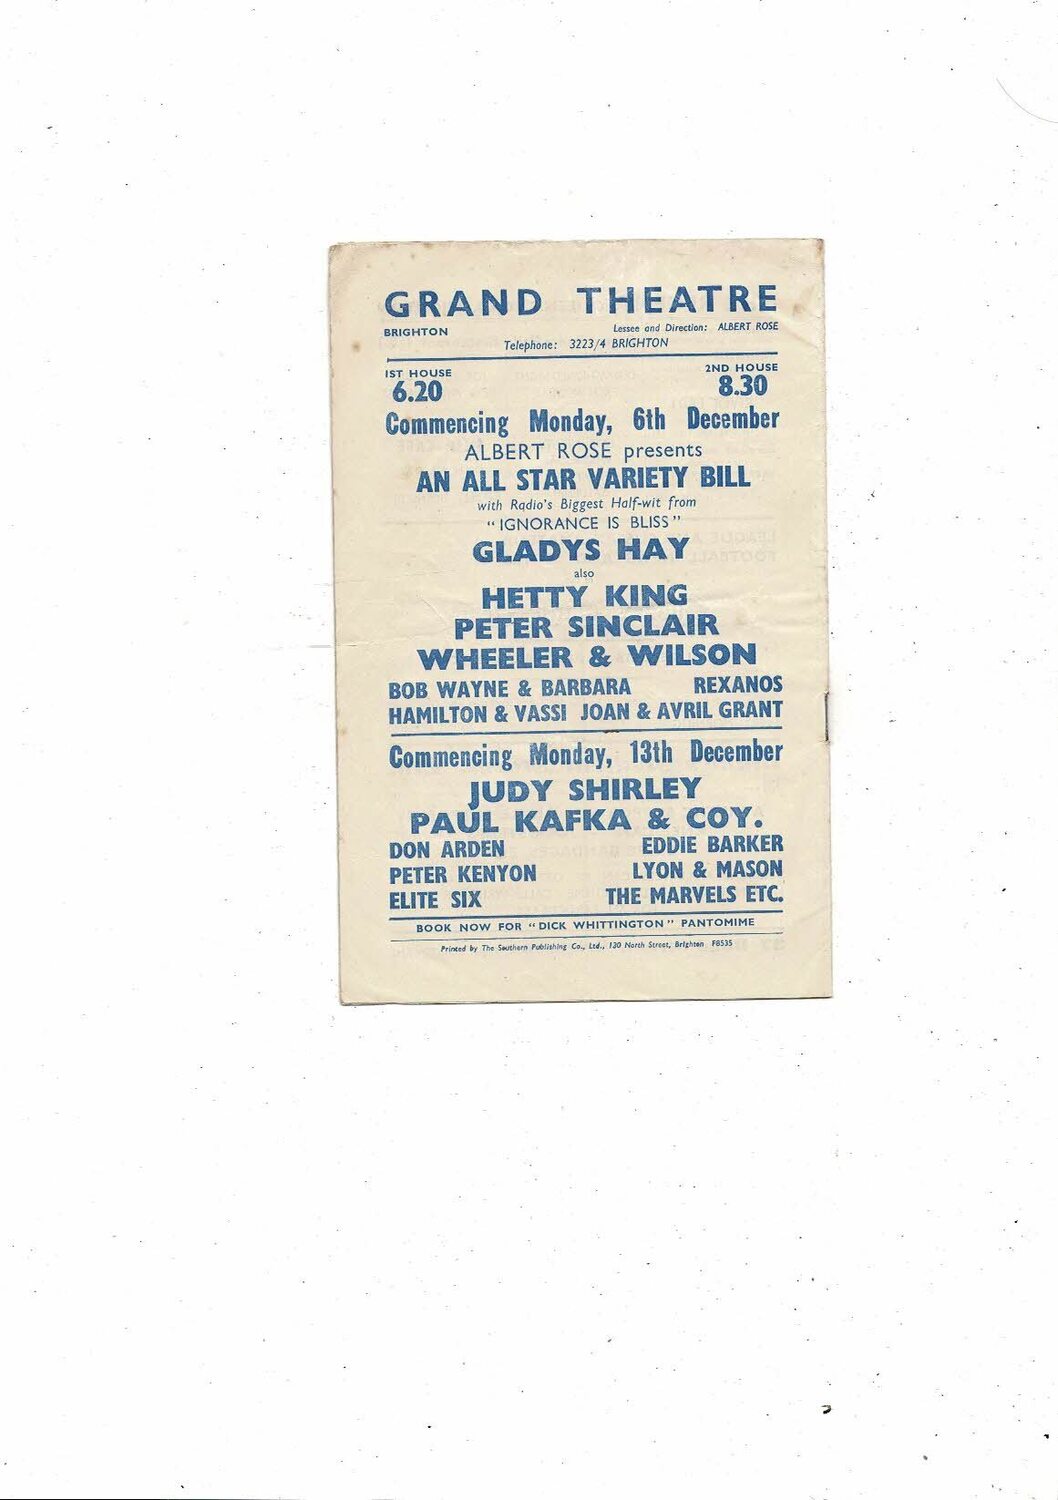 GRAND THEATRE
BRIGHTON Lessee and Direction: ALBERT ROSE
Telephone: 3223/4 BRIGHTON
1ST HOUSE 2ND HOUSE
6.20 8.30
Commencing Monday, 6th December
ALBERT ROSE presents
AN ALL STAR VARIETY BILL
with Radio's Biggest Half-wit from
"IGNORANCE IS BLISS"
GLADYS HAY
also
HETTY KING
PETER SINCLAIR
WHEELER & WILSON
BOB WAYNE & BARBARA REXANOS
HAMILTON & VASSI JOAN & AVRIL GRANT
Commencing Monday, 13th December
JUDY SHIRLEY
PAUL KAFKA & COY.
DON ARDEN EDDIE BARKER
PETER KENYON LYON & MASON
ELITE SIX THE MARVELS ETC.
BOOK NOW FOR "DICK WHITTINGTON" PANTOMIME
Printed by The Southern Publishing Co., Ltd., 130 North Street, Brighton F8535